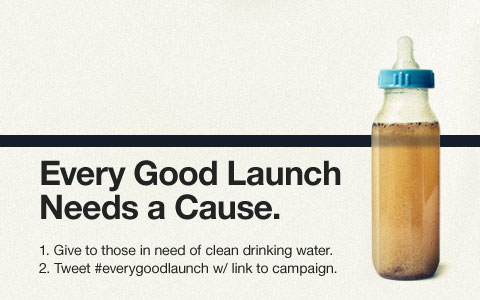 Every Good Launch
Needs a Cause.
1. Give to those in need of clean drinking water.
2. Tweet #everygoodlaunch w/ link to campaign.